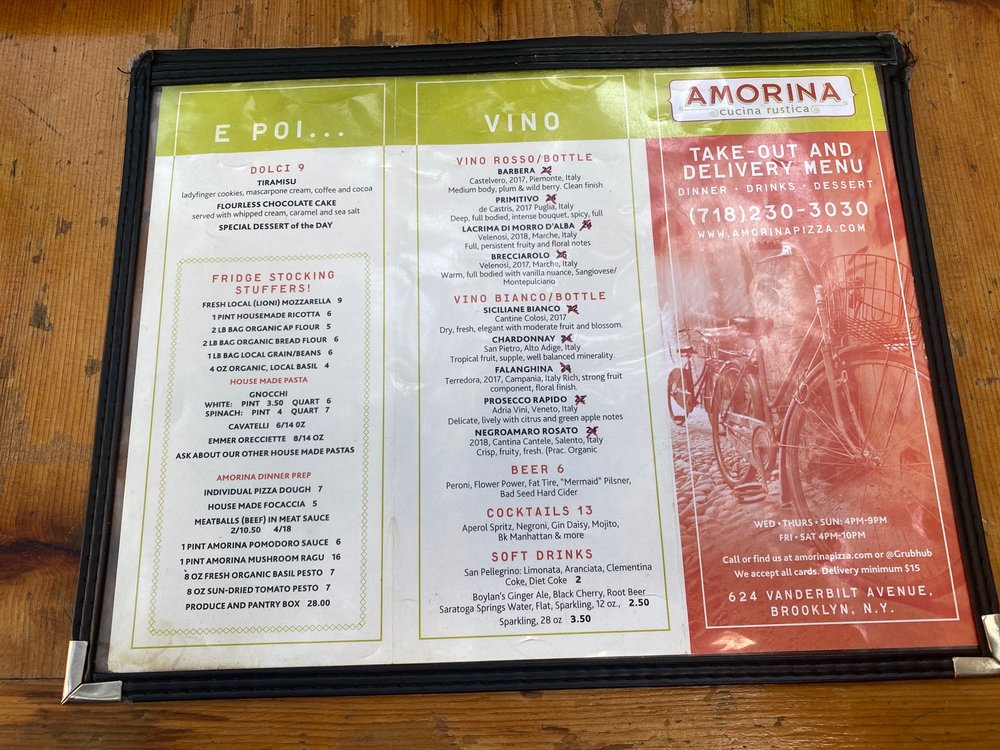 E POI...
DOLCI 9
TIRAMISU
ladyfinger cookies, mascarpone cream, coffee and cocoa
FLOURLESS CHOCOLATE CAKE
served with whipped cream, caramel and sea salt
SPECIAL DESSERT of the DAY
FRIDGE STOCKING
STUFFERS!
FRESH LOCAL (LIONI) MOZZARELLA 9
1 PINT HOUSEMADE RICOTTA 6
2 LB BAG ORGANIC AP FLOUR 5
2 LB BAG ORGANIC BREAD FLOUR 6
1 LB BAG LOCAL GRAIN/BEANS 6
4 OZ ORGANIC, LOCAL BASIL 4
HOUSE MADE PASTA
GNOCCHI
WHITE: PINT 3.50 QUART 6
SPINACH: PINT 4 QUART 7
CAVATELLI 6/14 OZ
EMMER ORECCIETTE 8/14 OZ
ASK ABOUT OUR OTHER HOUSE MADE PASTAS
AMORINA DINNER PREP
INDIVIDUAL PIZZA DOUGH 7
HOUSE MADE FOCACCIA 5
MEATBALLS (BEEF) IN MEAT SAUCE
2/10.50 4/18
1 PINT AMORINA POMODORO SAUCE 6
1 PINT AMORINA MUSHROOM RAGU 16
8 OZ FRESH ORGANIC BASIL PESTO 7
8 OZ SUN-DRIED TOMATO PESTO 7
PRODUCE AND PANTRY BOX 28.00
VINO
VINO ROSSO/BOTTLE
BARBERA
Castelvero, 2017, Piemonte, Italy
Medium body, plum & wild berry. Clean finish
PRIMITIVO
de Castris, 2017 Puglia, Italy
Deep, full bodied, intense bouquet, spicy, full
LACRIMA DI MORRO D'ALBA
Velenosi, 2018, Marche, Italy
Full, persistent fruity and floral notes
BRECCIAROLO
Velenosi, 2017, Marche, Italy
Warm, full bodied with vanilla nuance, Sangiovese/
Montepulciano
VINO BIANCO/BOTTLE
SICILIANE BIANCO
Cantine Colosi, 2017
Dry, fresh, elegant with moderate fruit and blossom.
CHARDONNAY
San Pietro, Alto Adige, Italy
Tropical fruit, supple, well balanced minerality.
FALANGHINA
Terredora, 2017, Campania, Italy Rich, strong fruit
component, floral finish.
PROSECCO RAPIDO
Adria Vini, Veneto, Italy
Delicate, lively with citrus and green apple notes
NEGROAMARO ROSATO
2018, Cantina Cantele, Salento, Italy
Crisp, fruity, fresh. (Prac. Organic
BEER 6
Peroni, Flower Power, Fat Tire, "Mermaid" Pilsner,
Bad Seed Hard Cider
COCKTAILS 13
Aperol Spritz, Negroni, Gin Daisy, Mojito,
Bk Manhattan & more
SOFT DRINKS
San Pellegrino: Limonata, Aranciata, Clementina
Coke, Diet Coke 2
Boylan's Ginger Ale, Black Cherry, Root Beer
Saratoga Springs Water, Flat, Sparkling, 12 oz., 2.50
Sparkling, 28 oz 3.50
AMORINA
cucina rustica
TAKE-OUT AND
DELIVERY MENU
DINNER · DRINKS · DESSERT
(718)230-3030
WWW.AMORINAPIZZA.COM
WED · THURS · SUN: 4PM-9PM
FRI · SAT 4PM-10PM
Call or find us at amorinapizza.com or @Grubhub
We accept all cards. Delivery minimum $15
624 VANDERBILT AVENUE,
BROOKLYN, N.Y.